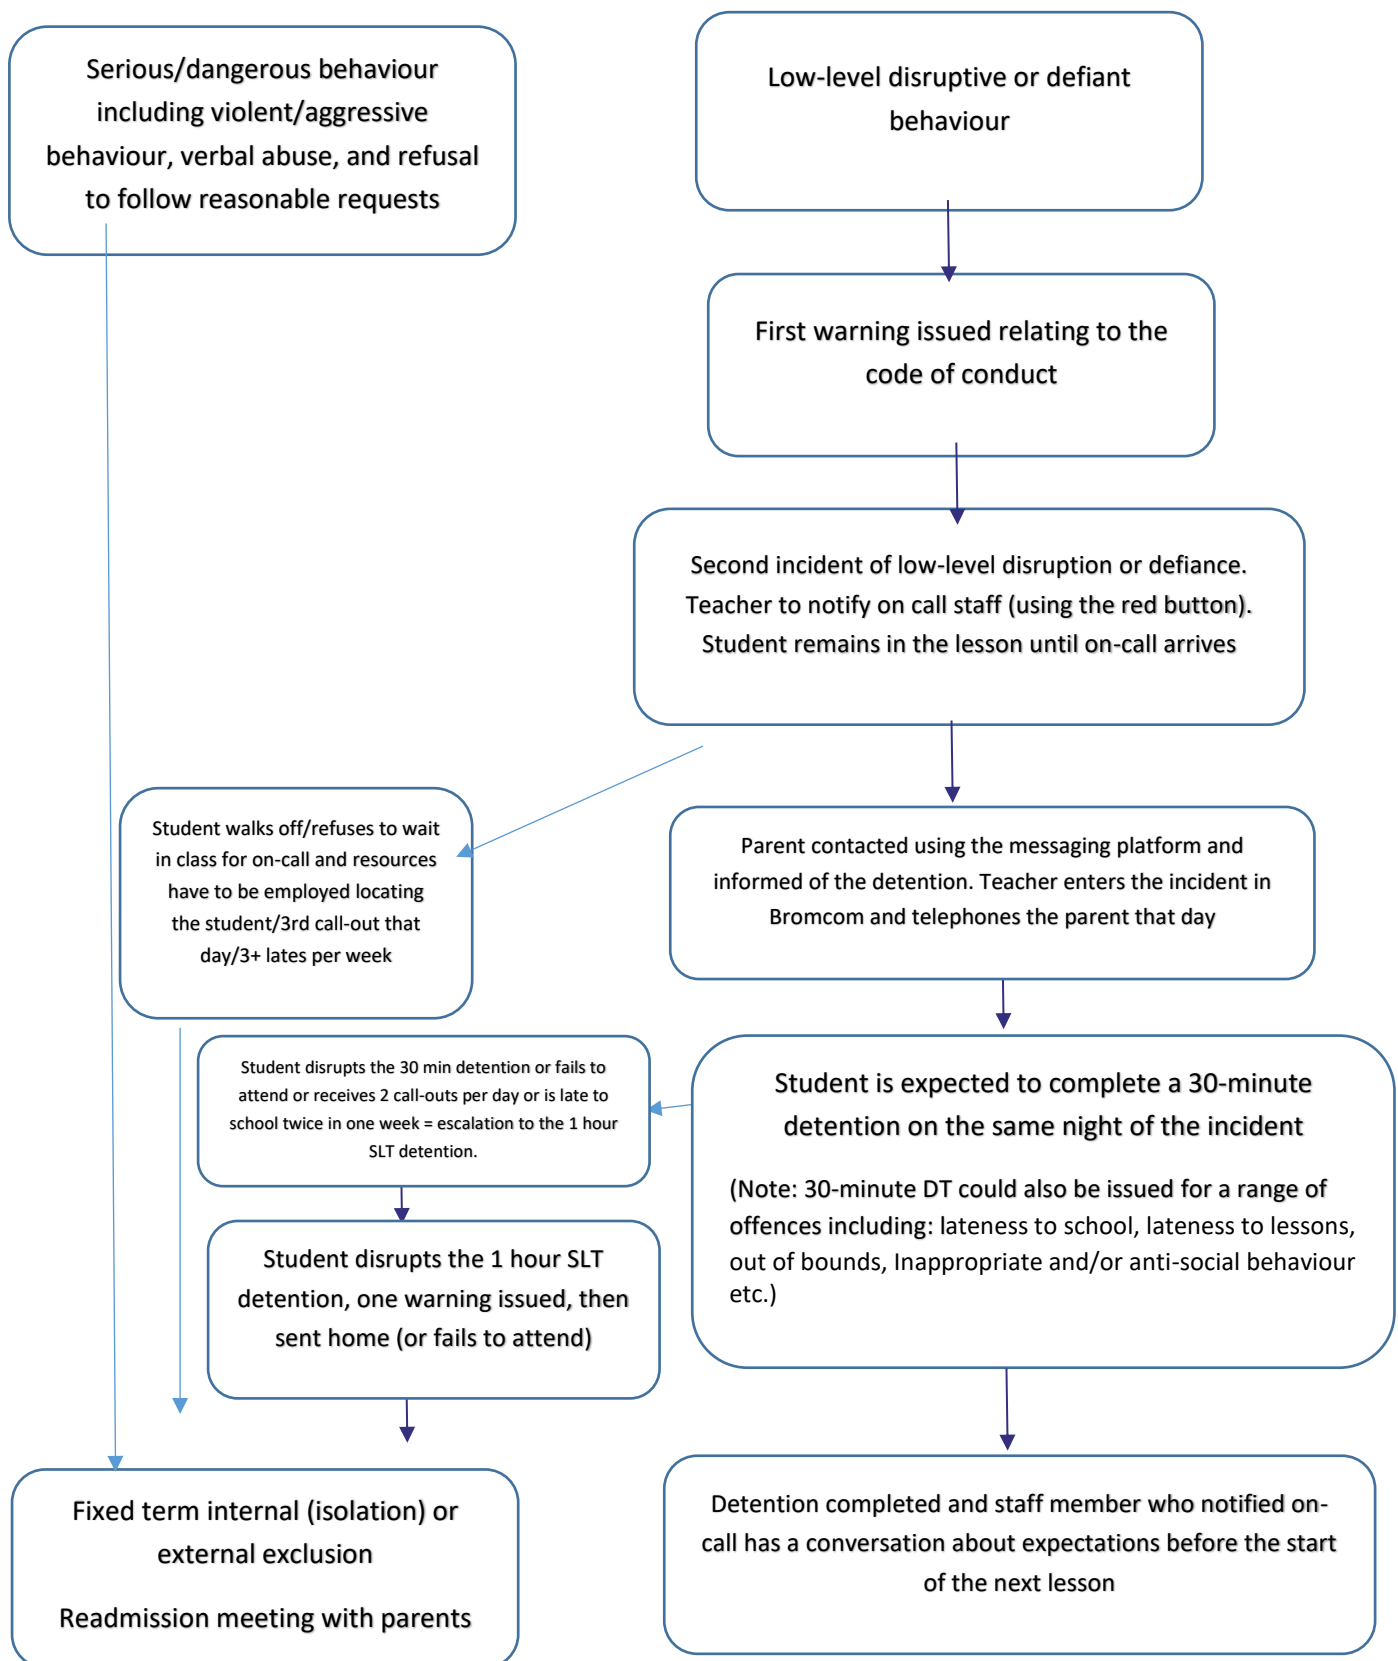 Serious/dangerous behaviour
including violent/aggressive
behaviour, verbal abuse, and refusal
to follow reasonable requests
Low-level disruptive or defiant
behaviour
First warning issued relating to the
code of conduct
Second incident of low-level disruption or defiance.
Teacher to notify on call staff (using the red button).
Student remains in the lesson until on-call arrives
Student walks off/refuses to wait
in class for on-call and resources
have to be employed locating
the student/3rd call-out that
day/3+ lates per week
Parent contacted using the messaging platform and
informed of the detention. Teacher enters the incident in
Bromcom and telephones the parent that day
Student disrupts the 30 min detention or fails to
attend or receives 2 call-outs per day or is late to
school twice in one week = escalation to the 1 hour
SLT detention.
Student is expected to complete a 30-minute
detention on the same night of the incident
(Note: 30-minute DT could also be issued for a range of
offences including: lateness to school, lateness to lessons,
out of bounds, Inappropriate and/or anti-social behaviour
etc.)
Student disrupts the 1 hour SLT
detention, one warning issued, then
sent home (or fails to attend)
Fixed term internal (isolation) or
external exclusion
Readmission meeting with parents
Detention completed and staff member who notified on-
call has a conversation about expectations before the start
of the next lesson